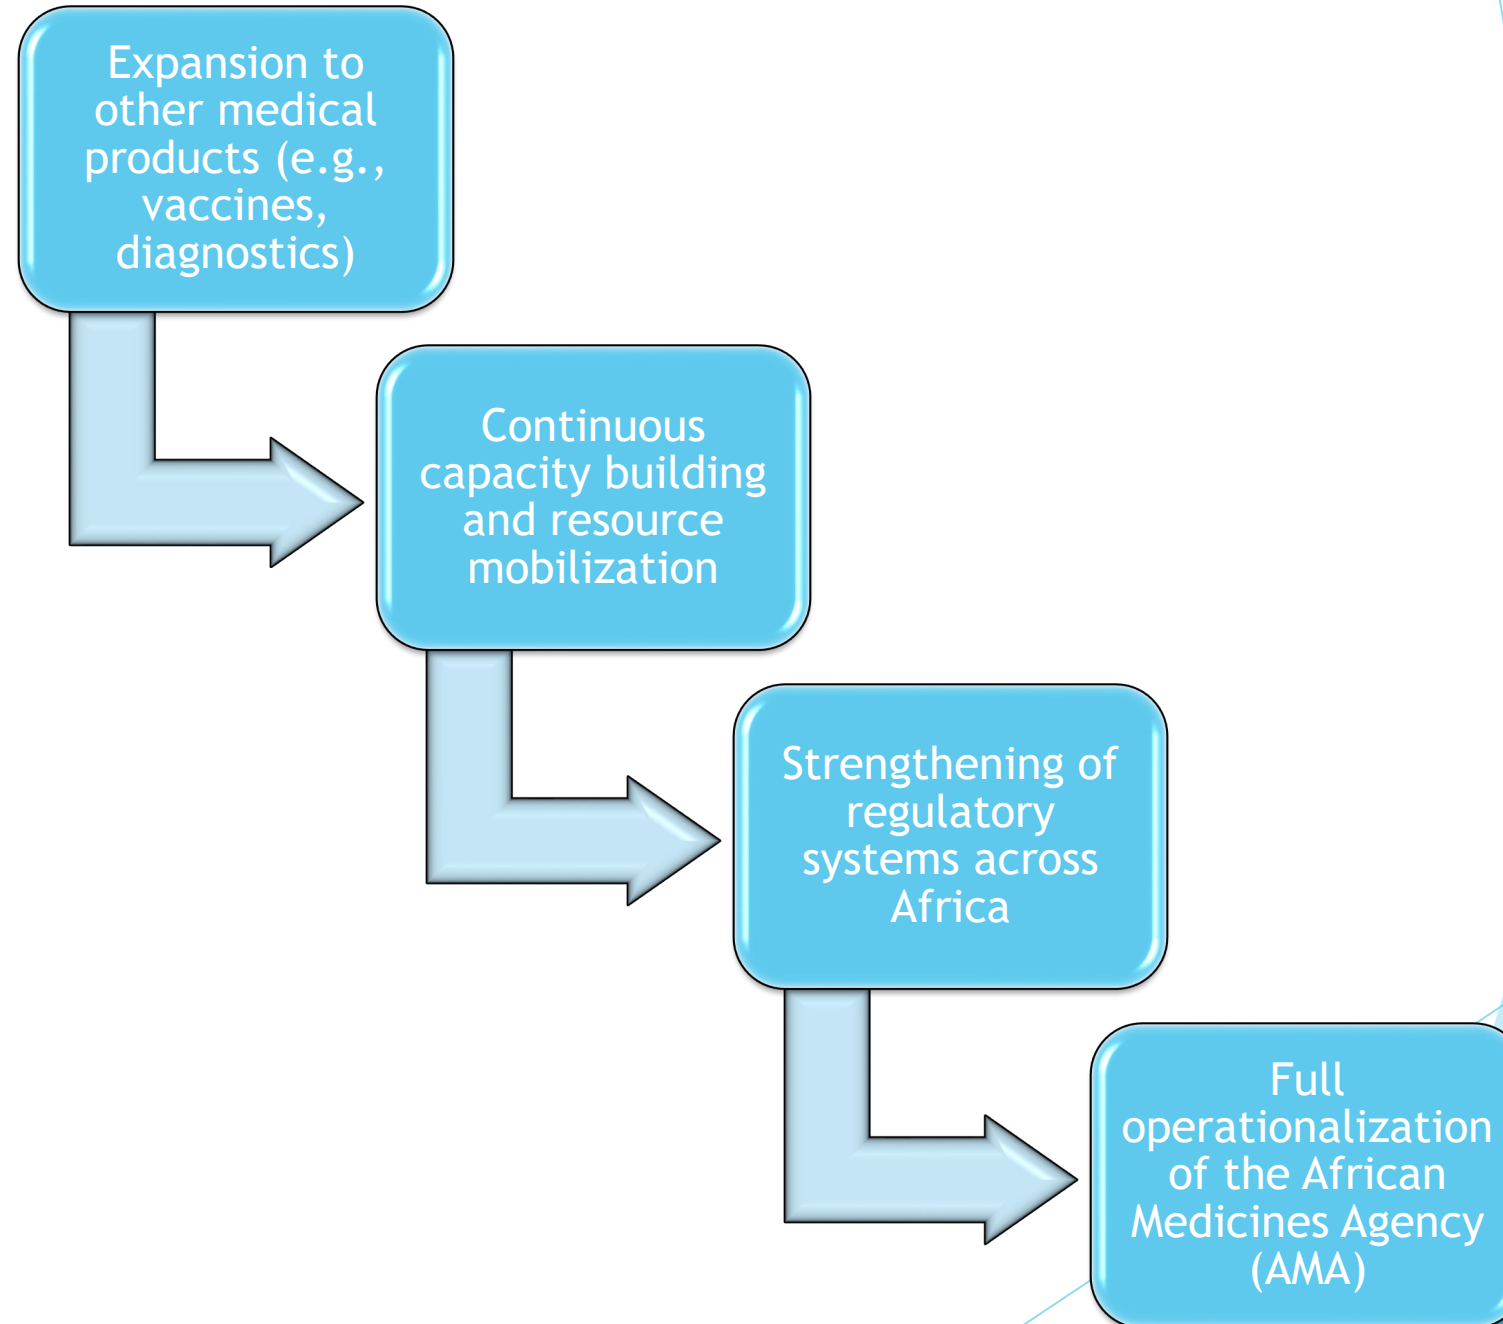 Expansion to
other medical
products (e.g.,
vaccines,
diagnostics)
Continuous
capacity building
and resource
mobilization
Strengthening of
regulatory
systems across
Africa
Full
operationalization
of the African
Medicines Agency
(AMA)